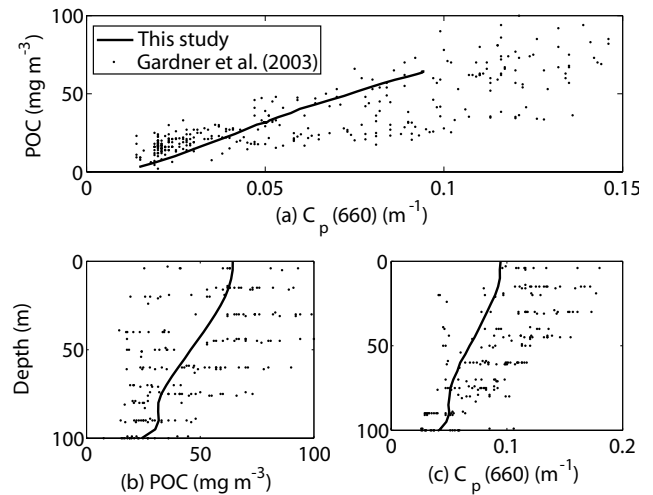 100
50
0
POC (mg m-3)
This study
Gardner et al. (2003)
0 0.05 0.1 0.15
(a) Cp (660) (m-1)
0
50
100
Depth (m)
0 50 100
(b) POC (mg m-3)
0
50
100
0 0.1 0.2
(c) Cp (660) (m-1)